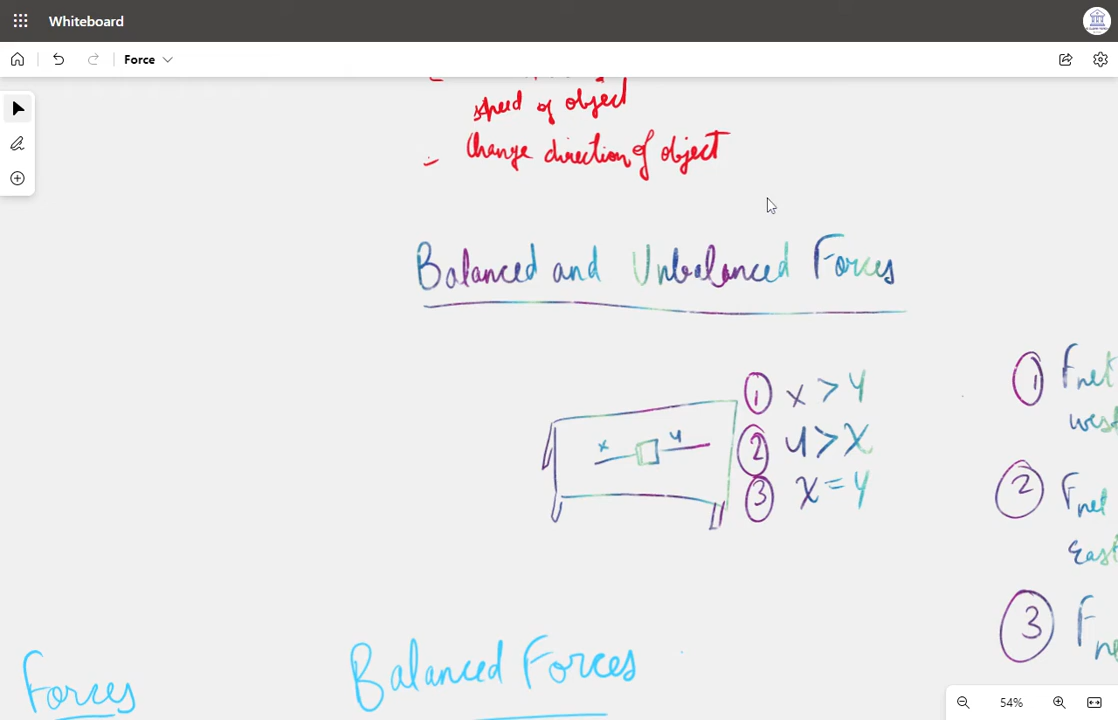 Whiteboard
Force
speed of object
- Change direction of object
Balanced and Unbalanced Forces
x y
① x > y
② y > x
③ x = y
① Fnet
west
② Fnet
East
③ Fne
Forces
Balanced Forces
54%